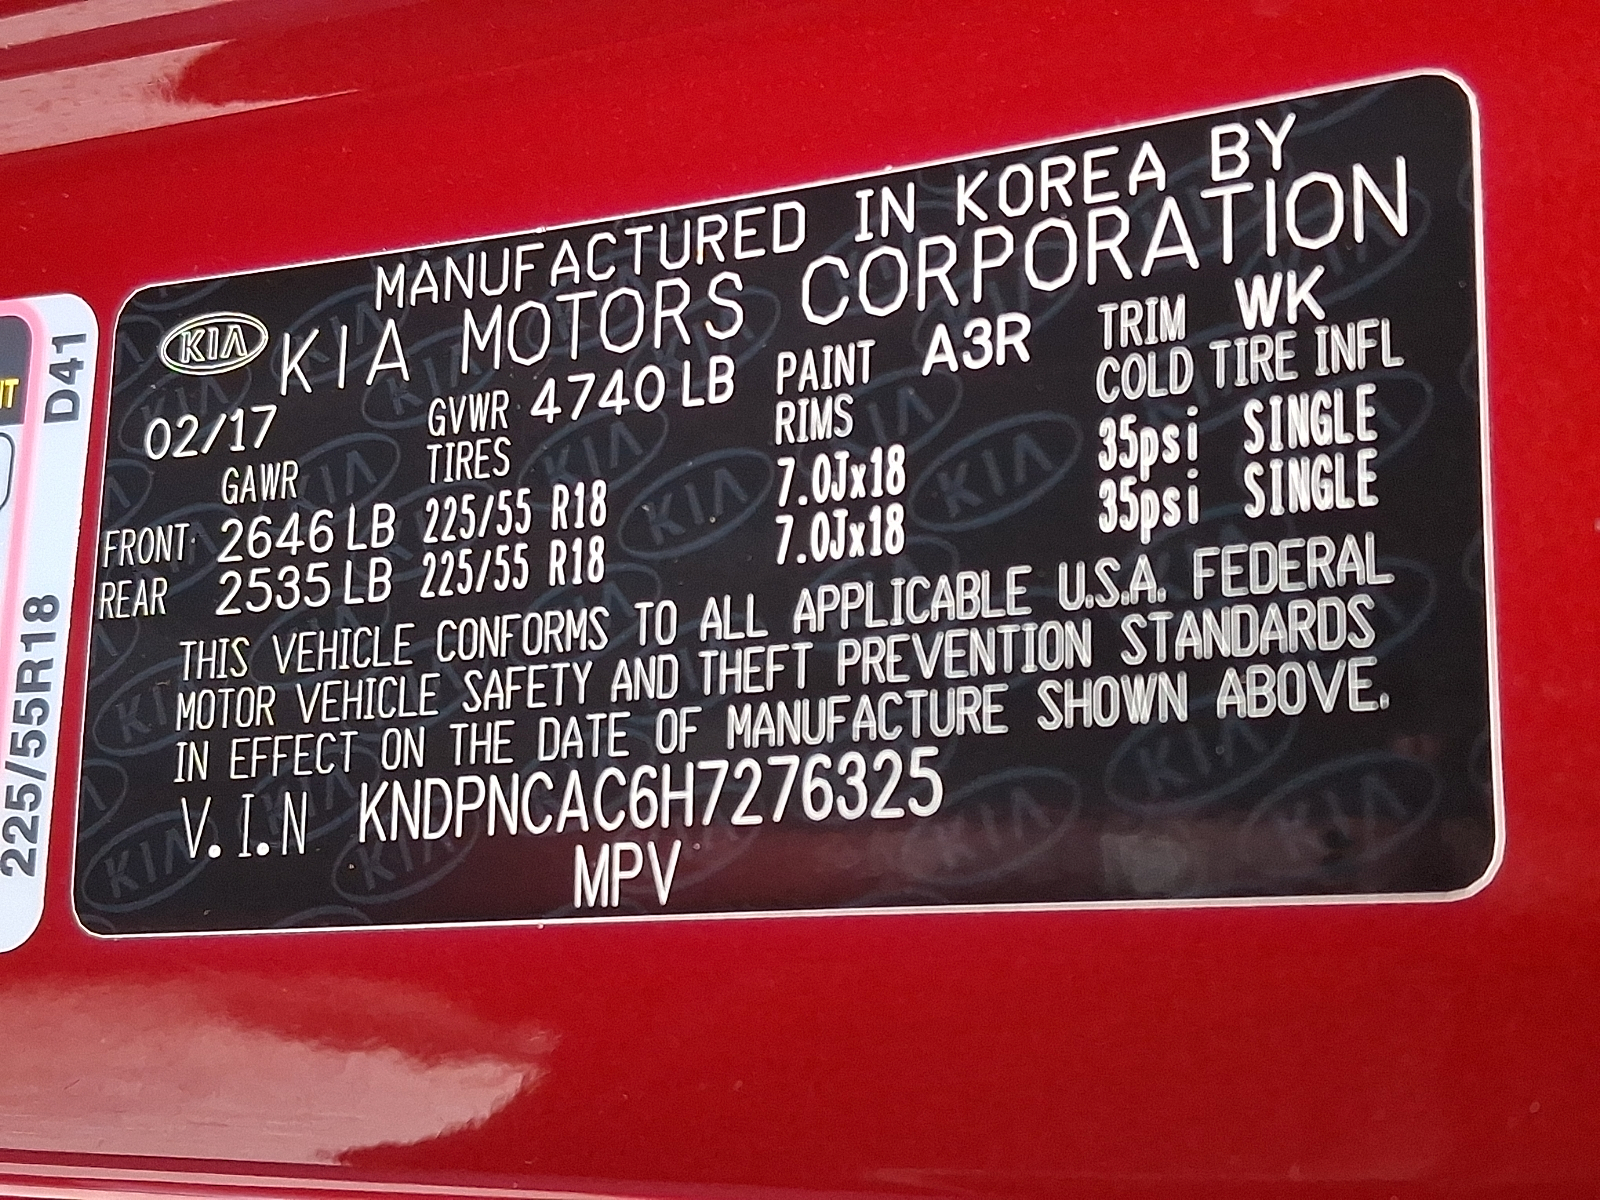 MANUFACTURED IN KOREA BY
KIA KIA MOTORS CORPORATION
02/17 GVWR 4740 LB PAINT A3R TRIM WK
GAWR TIRES RIMS COLD TIRE INFL
FRONT 2646 LB 225/55 R18 7.0Jx18 35psi SINGLE
REAR 2535 LB 225/55 R18 7.0Jx18 35psi SINGLE
THIS VEHICLE CONFORMS TO ALL APPLICABLE U.S.A. FEDERAL
MOTOR VEHICLE SAFETY AND THEFT PREVENTION STANDARDS
IN EFFECT ON THE DATE OF MANUFACTURE SHOWN ABOVE.
V.I.N KNDPNCAC6H7276325
MPV
225/55R18 D41